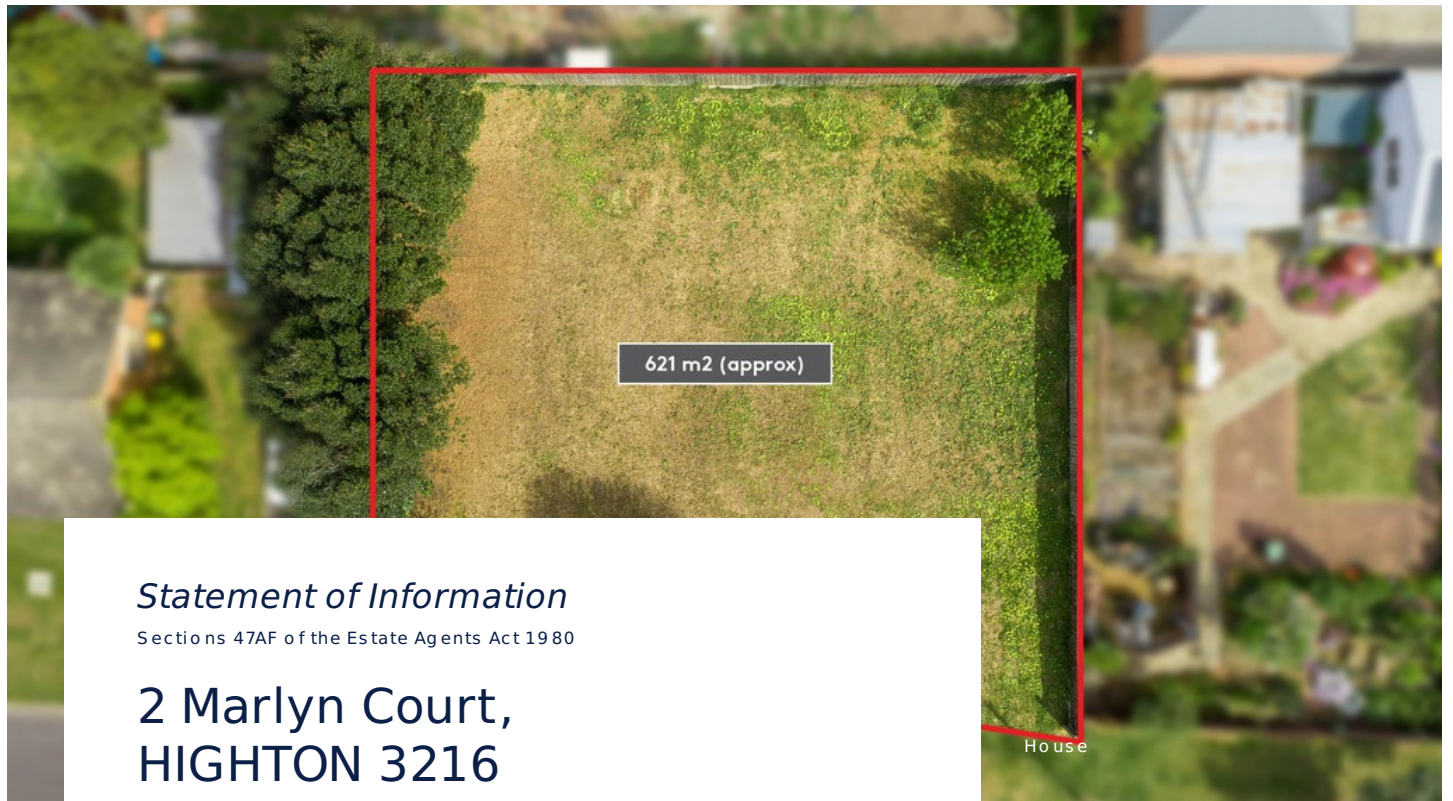 621 m2 (approx)
Statement of Information
Sections 47AF of the Estate Agents Act 1980
2 Marlyn Court,
HIGHTON 3216
House